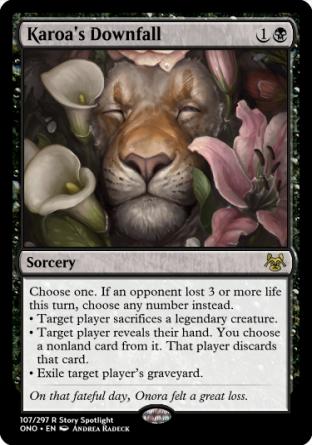 Karoa's Downfall 1
Sorcery
Choose one. If an opponent lost 3 or more life
this turn, choose any number instead.
• Target player sacrifices a legendary creature.
• Target player reveals their hand. You choose
a nonland card from it. That player discards
that card.
• Exile target player's graveyard.
On that fateful day, Onora felt a great loss.
107/297 R Story Spotlight
ONO • EN Andrea Radeck